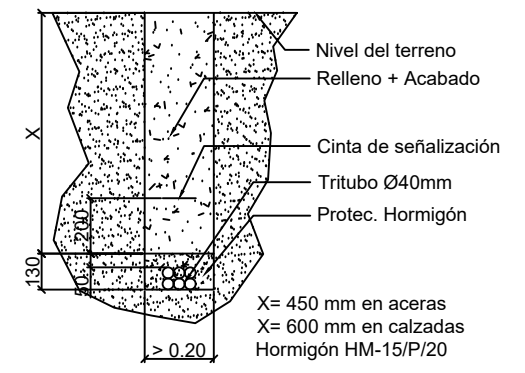 Nivel del terreno
Relleno + Acabado
Cinta de señalización
Tritubo Ø40mm
Protec. Hormigón
X
200
130
50
> 0.20
X= 450 mm en aceras
X= 600 mm en calzadas
Hormigón HM-15/P/20